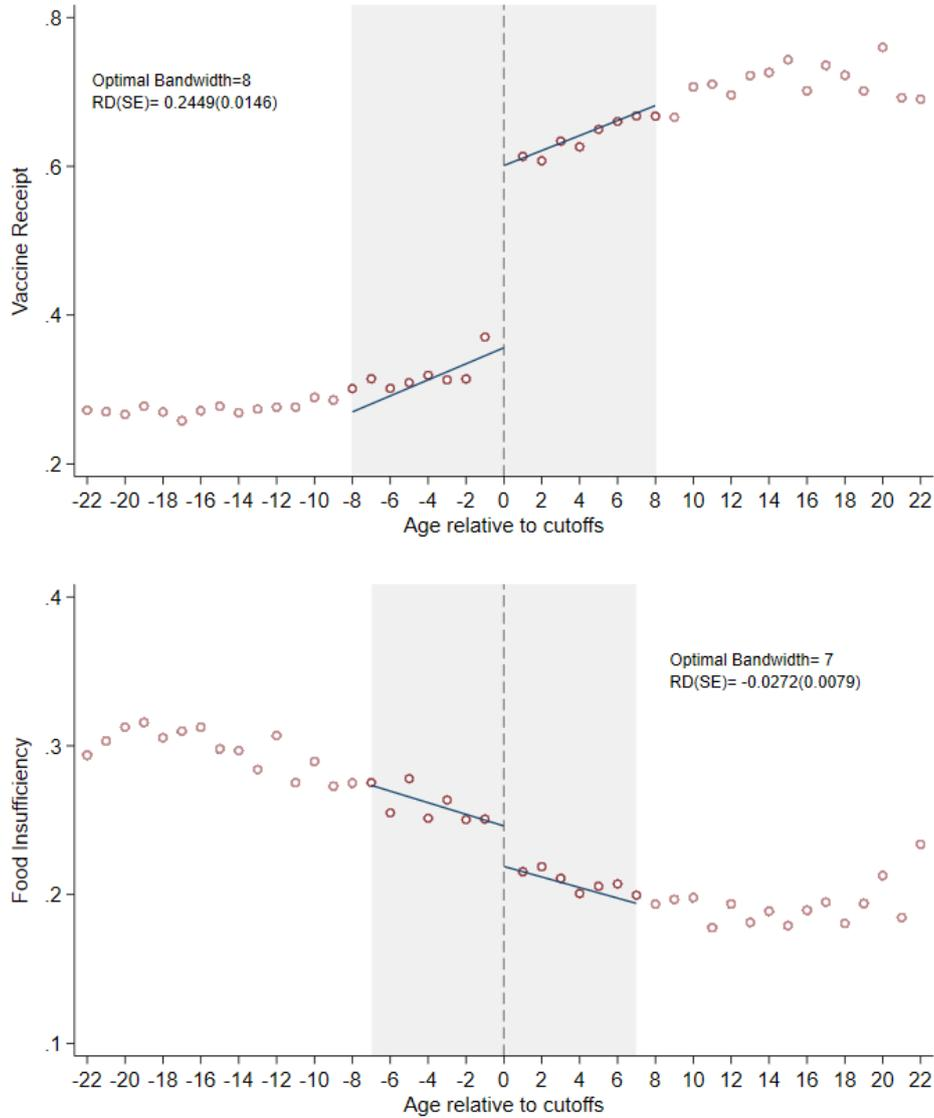 .8
Optimal Bandwidth=8
RD(SE)= 0.2449(0.0146)
.6
Vaccine Receipt
.4
.2
-22 -20 -18 -16 -14 -12 -10 -8 -6 -4 -2 0 2 4 6 8 10 12 14 16 18 20 22
Age relative to cutoffs
.4
Optimal Bandwidth= 7
RD(SE)= -0.0272(0.0079)
.3
Food Insufficiency
.2
.1
-22 -20 -18 -16 -14 -12 -10 -8 -6 -4 -2 0 2 4 6 8 10 12 14 16 18 20 22
Age relative to cutoffs